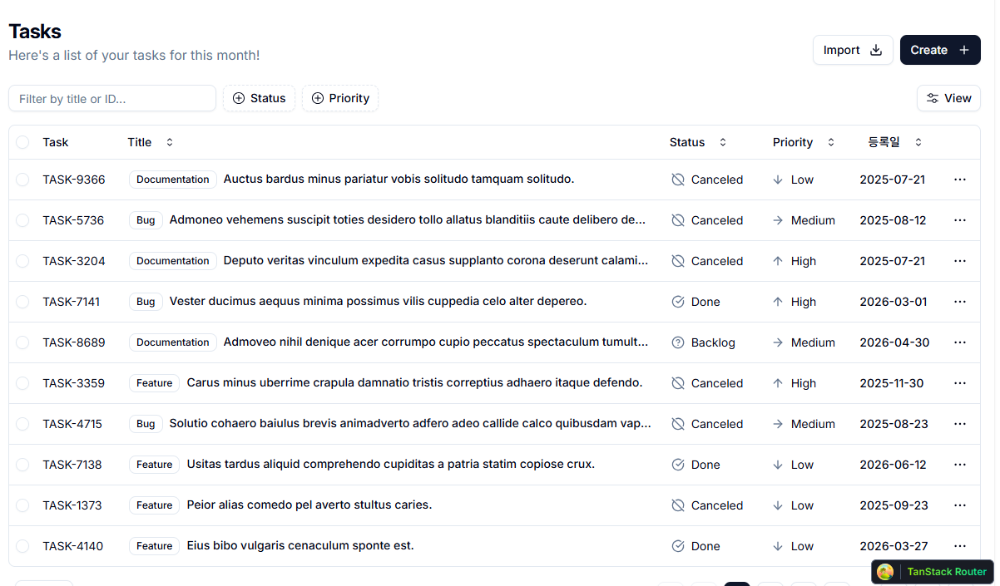 Tasks
Here's a list of your tasks for this month!
Import
Create
Filter by title or ID...
Status
Priority
View
Task Title Status Priority 등록일
TASK-9366 Documentation Auctus bardus minus pariatur vobis solitudo tamquam solitudo. Canceled Low 2025-07-21
TASK-5736 Bug Admoneo vehemens suscipit toties desidero tollo allatus blanditiis caute delibero de... Canceled Medium 2025-08-12
TASK-3204 Documentation Deputo veritas vinculum expedita casus supplanto corona deserunt calami... Canceled High 2025-07-21
TASK-7141 Bug Vester ducimus aequus minima possimus vilis cuppedia celo alter depereo. Done High 2026-03-01
TASK-8689 Documentation Admoveo nihil denique acer corrumpo cupio peccatus spectaculum tumult... Backlog Medium 2026-04-30
TASK-3359 Feature Carus minus uberrime crapula damnatio tristis correptius adhaero itaque defendo. Canceled High 2025-11-30
TASK-4715 Bug Solutio cohaero baiulus brevis animadverto adfero adeo callide calco quibusdam vap... Canceled Medium 2025-08-23
TASK-7138 Feature Usitas tardus aliquid comprehendo cupiditas a patria statim copiose crux. Done Low 2026-06-12
TASK-1373 Feature Peior alias comedo pel averto stultus caries. Canceled Low 2025-09-23
TASK-4140 Feature Eius bibo vulgaris cenaculum sponte est. Done Low 2026-03-27
TanStack Router